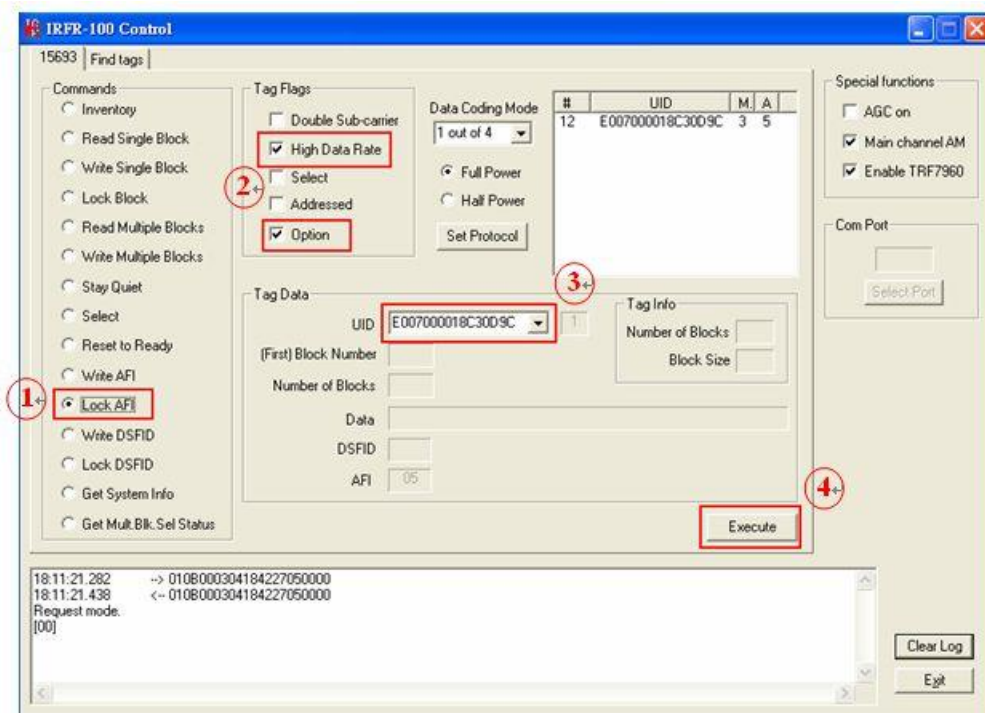 IRFR-100 Control
15693
Find tags
Commands
Inventory
Read Single Block
Write Single Block
Lock Block
Read Multiple Blocks
Write Multiple Blocks
Stay Quiet
Select
Reset to Ready
Write AFI
1
Lock AFI
Write DSFID
Lock DSFID
Get System Info
Get Mult.Blk.Sel Status
Tag Flags
Double Sub-carrier
High Data Rate
2
Select
Addressed
Option
Data Coding Mode
1 out of 4
Full Power
Half Power
Set Protocol
# UID M. A
12 E007000018C30D9C 3 5
Special functions
AGC on
Main channel AM
Enable TRF7960
Com Port
Select Port
Tag Data
3
UID E007000018C30D9C 1
(First) Block Number
Number of Blocks
Data
DSFID
AFI 05
Tag Info
Number of Blocks
Block Size
4
Execute
18:11:21.282 --> 010B000304184227050000
18:11:21.438 <-- 010B000304184227050000
Request mode.
[00]
Clear Log
Exit